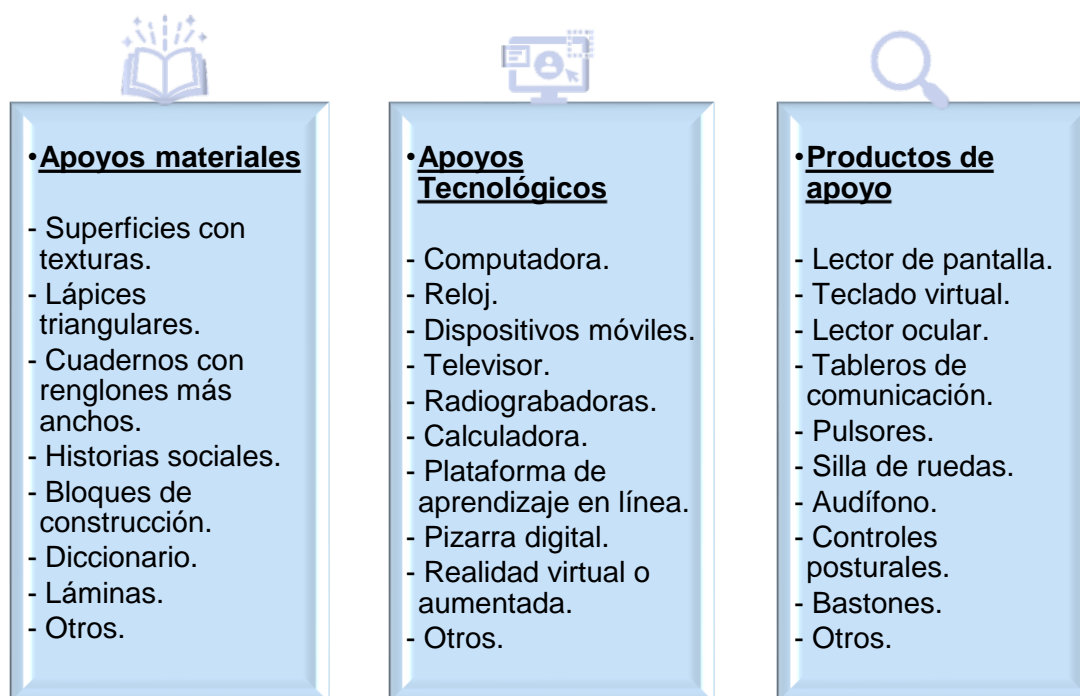 •Apoyos materiales
- Superficies con
texturas.
- Lápices
triangulares.
- Cuadernos con
renglones más
anchos.
- Historias sociales.
- Bloques de
construcción.
- Diccionario.
- Láminas.
- Otros.
•Apoyos
Tecnológicos
- Computadora.
- Reloj.
- Dispositivos móviles.
- Televisor.
- Radiograbadoras.
- Calculadora.
- Plataforma de
aprendizaje en línea.
- Pizarra digital.
- Realidad virtual o
aumentada.
- Otros.
•Productos de
apoyo
- Lector de pantalla.
- Teclado virtual.
- Lector ocular.
- Tableros de
comunicación.
- Pulsores.
- Silla de ruedas.
- Audífono.
- Controles
posturales.
- Bastones.
- Otros.